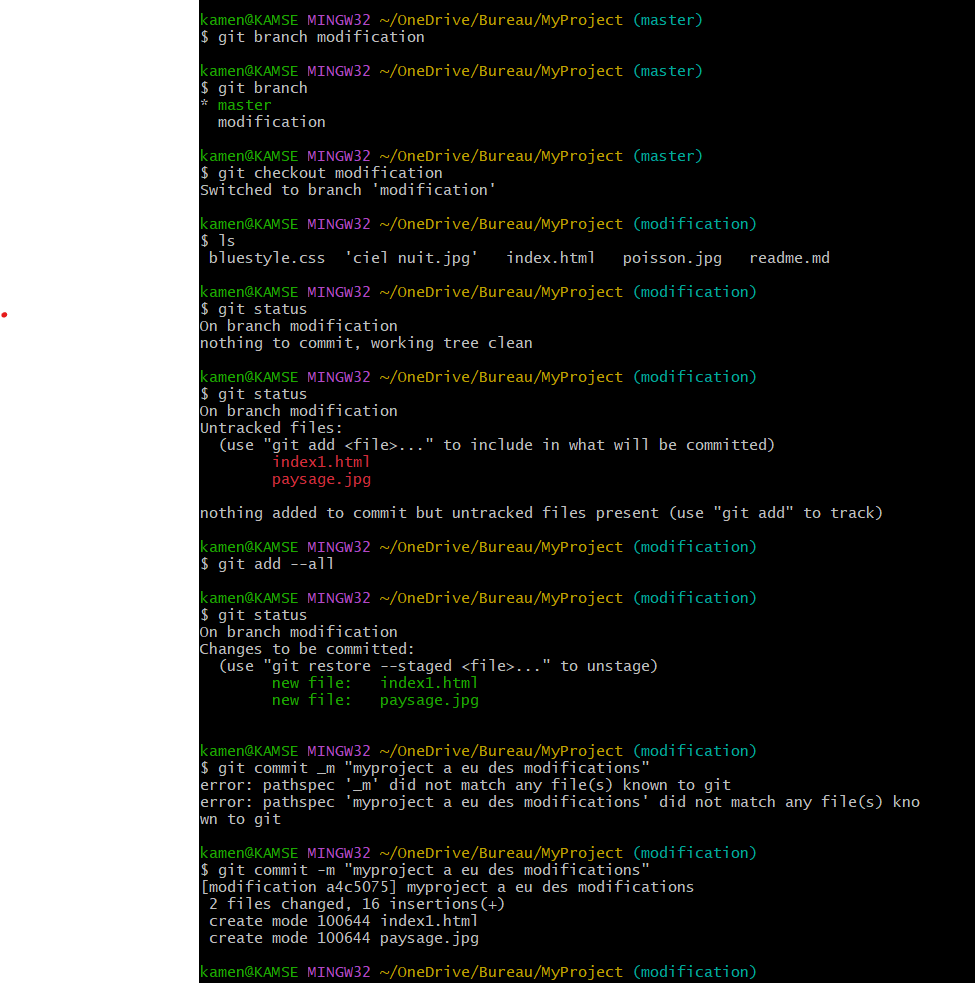 kamen@KAMSE MINGW32 ~/OneDrive/Bureau/MyProject (master)
$ git branch modification
kamen@KAMSE MINGW32 ~/OneDrive/Bureau/MyProject (master)
$ git branch
* master
  modification
kamen@KAMSE MINGW32 ~/OneDrive/Bureau/MyProject (master)
$ git checkout modification
Switched to branch 'modification'
kamen@KAMSE MINGW32 ~/OneDrive/Bureau/MyProject (modification)
$ ls
 bluestyle.css  'ciel nuit.jpg'   index.html   poisson.jpg   readme.md
kamen@KAMSE MINGW32 ~/OneDrive/Bureau/MyProject (modification)
$ git status
On branch modification
nothing to commit, working tree clean
kamen@KAMSE MINGW32 ~/OneDrive/Bureau/MyProject (modification)
$ git status
On branch modification
Untracked files:
  (use "git add <file>..." to include in what will be committed)
        index1.html
        paysage.jpg
nothing added to commit but untracked files present (use "git add" to track)
kamen@KAMSE MINGW32 ~/OneDrive/Bureau/MyProject (modification)
$ git add --all
kamen@KAMSE MINGW32 ~/OneDrive/Bureau/MyProject (modification)
$ git status
On branch modification
Changes to be committed:
  (use "git restore --staged <file>..." to unstage)
        new file:   index1.html
        new file:   paysage.jpg
kamen@KAMSE MINGW32 ~/OneDrive/Bureau/MyProject (modification)
$ git commit _m "myproject a eu des modifications"
error: pathspec '_m' did not match any file(s) known to git
error: pathspec 'myproject a eu des modifications' did not match any file(s) kno
wn to git
kamen@KAMSE MINGW32 ~/OneDrive/Bureau/MyProject (modification)
$ git commit -m "myproject a eu des modifications"
[modification a4c5075] myproject a eu des modifications
 2 files changed, 16 insertions(+)
 create mode 100644 index1.html
 create mode 100644 paysage.jpg
kamen@KAMSE MINGW32 ~/OneDrive/Bureau/MyProject (modification)